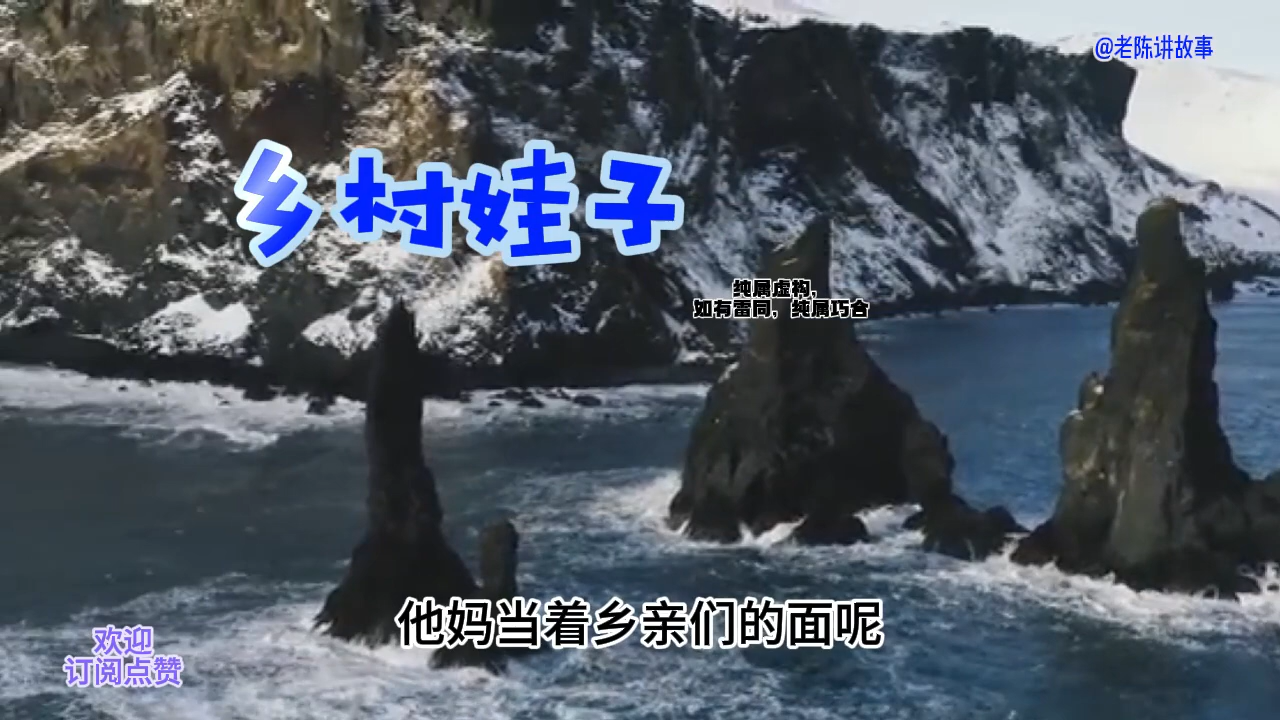 @老陈讲故事
乡村娃子
纯属虚构，
如有雷同，纯属巧合
他妈当着乡亲们的面呢
欢迎
订阅点赞